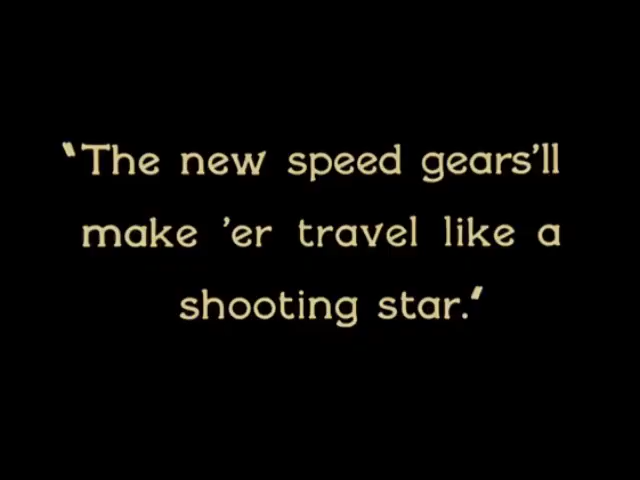 "The new speed gears'll
make 'er travel like a
shooting star."